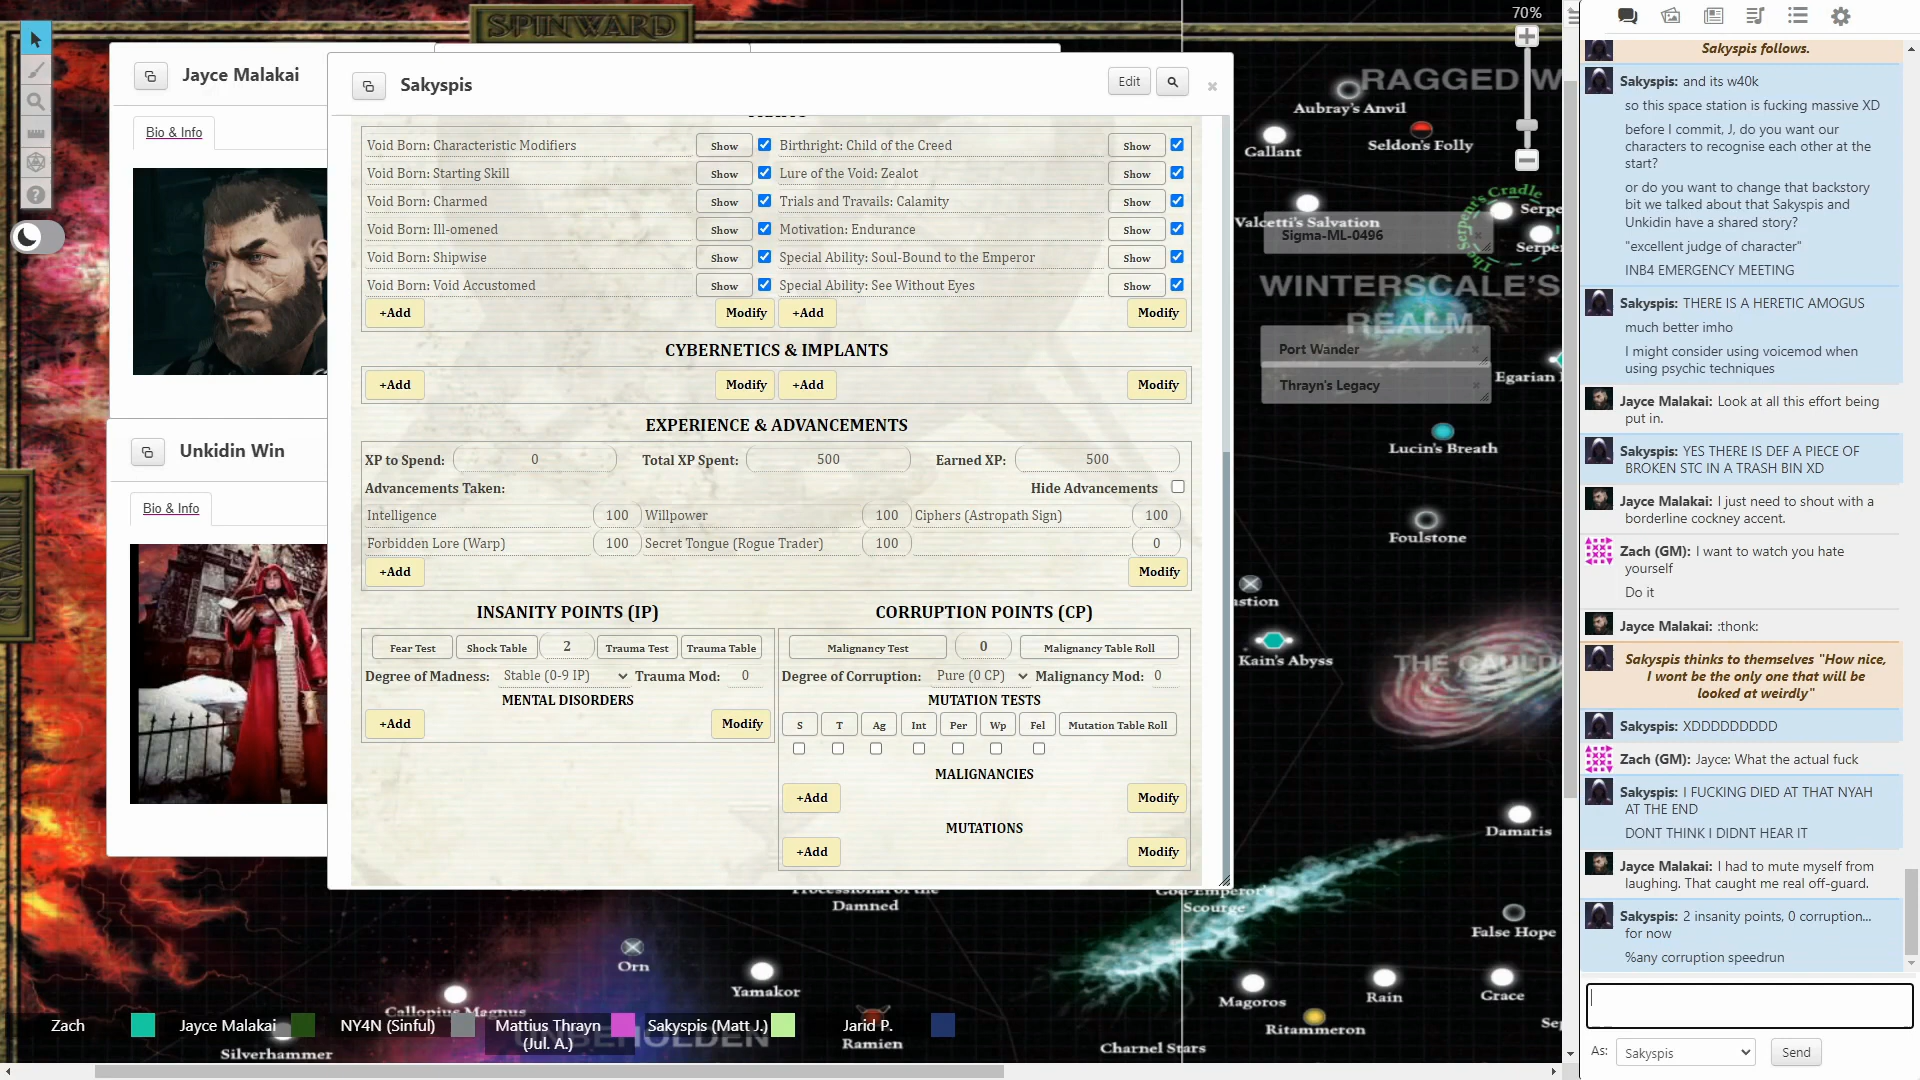 SPINWARD
70%
Jayce Malakai
Bio & Info
Unkidin Win
Bio & Info
Sakyspis
Edit
Void Born: Characteristic Modifiers Show Birthright: Child of the Creed Show
Void Born: Starting Skill Show Lure of the Void: Zealot Show
Void Born: Charmed Show Trials and Travails: Calamity Show
Void Born: Ill-omened Show Motivation: Endurance Show
Void Born: Shipwise Show Special Ability: Soul-Bound to the Emperor Show
Void Born: Void Accustomed Show Special Ability: See Without Eyes Show
+Add Modify +Add Modify
CYBERNETICS & IMPLANTS
+Add Modify +Add Modify
EXPERIENCE & ADVANCEMENTS
XP to Spend: 0 Total XP Spent: 500 Earned XP: 500
Advancements Taken: Hide Advancements
Intelligence 100 Willpower 100 Ciphers (Astropath Sign) 100
Forbidden Lore (Warp) 100 Secret Tongue (Rogue Trader) 100 0
+Add Modify
INSANITY POINTS (IP)
Fear Test Shock Table 2 Trauma Test Trauma Table
Degree of Madness: Stable (0-9 IP) Trauma Mod: 0
MENTAL DISORDERS
+Add Modify
CORRUPTION POINTS (CP)
Malignancy Test 0 Malignancy Table Roll
Degree of Corruption: Pure (0 CP) Malignancy Mod: 0
MUTATION TESTS
S T Ag Int Per Wp Fel Mutation Table Roll
MALIGNANCIES
+Add Modify
MUTATIONS
+Add Modify
RAGGED W
Aubray's Anvil
Gallant
Seldon's Folly
The Serpent's Cradle
Serpe
Valcetti's Salvation
Sigma-ML-0496
Serpe
WINTERSCALE'S
REALM
Port Wander
Egarian
Thrayn's Legacy
Lucin's Breath
Foulstone
stion
Kain's Abyss
THE CAULD
Damaris
SPINWARD
Damned
God-Emperor's
Scourge
False Hope
Orn
Yamakor
Magoros
Rain
Grace
Callopius Magnus
Ritammeron
Silverhammer
Charnel Stars
Zach
Jayce Malakai
NY4N (Sinful)
Mattius Thrayn
(Jul. A.)
Sakyspis (Matt J.)
Jarid P.
Ramien
Sakyspis follows.
Sakyspis: and its w40k
so this space station is fucking massive XD
before I commit, J, do you want our
characters to recognise each other at the
start?
or do you want to change that backstory
bit we talked about that Sakyspis and
Unkidin have a shared story?
"excellent judge of character"
INB4 EMERGENCY MEETING
Sakyspis: THERE IS A HERETIC AMOGUS
much better imho
I might consider using voicemod when
using psychic techniques
Jayce Malakai: Look at all this effort being
put in.
Sakyspis: YES THERE IS DEF A PIECE OF
BROKEN STC IN A TRASH BIN XD
Jayce Malakai: I just need to shout with a
borderline cockney accent.
Zach (GM): I want to watch you hate
yourself
Do it
Jayce Malakai: :thonk:
Sakyspis thinks to themselves "How nice,
I wont be the only one that will be
looked at weirdly"
Sakyspis: XDDDDDDDDD
Zach (GM): Jayce: What the actual fuck
Sakyspis: I FUCKING DIED AT THAT NYAH
AT THE END
DONT THINK I DIDNT HEAR IT
Jayce Malakai: I had to mute myself from
laughing. That caught me real off-guard.
Sakyspis: 2 insanity points, 0 corruption...
for now
%any corruption speedrun
As: Sakyspis Send